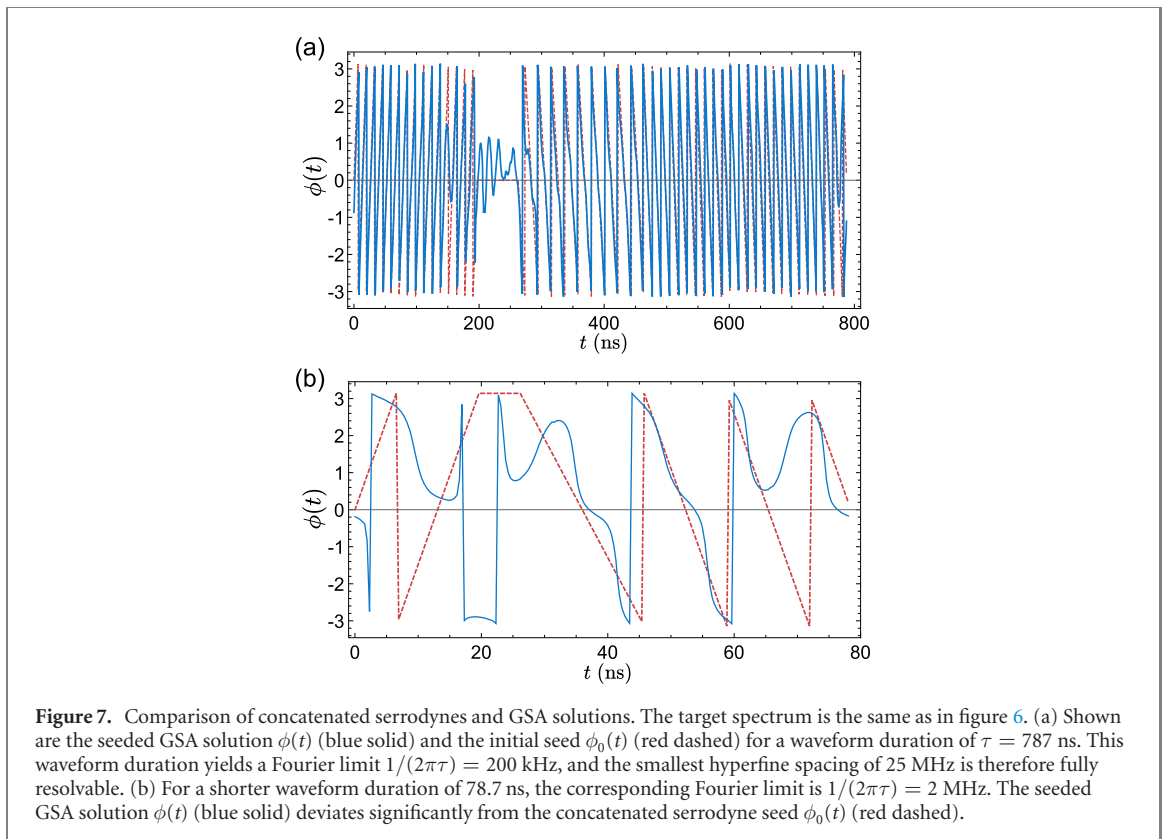 (a)
3
2
1
0
-1
-2
-3
ϕ(t)
0 200 400 600 800
t (ns)
(b)
3
2
1
0
-1
-2
-3
ϕ(t)
0 20 40 60 80
t (ns)
Figure 7. Comparison of concatenated serrodynes and GSA solutions. The target spectrum is the same as in figure 6. (a) Shown
are the seeded GSA solution ϕ(t) (blue solid) and the initial seed ϕ₀(t) (red dashed) for a waveform duration of τ = 787 ns. This
waveform duration yields a Fourier limit 1/(2πτ) = 200 kHz, and the smallest hyperfine spacing of 25 MHz is therefore fully
resolvable. (b) For a shorter waveform duration of 78.7 ns, the corresponding Fourier limit is 1/(2πτ) = 2 MHz. The seeded
GSA solution ϕ(t) (blue solid) deviates significantly from the concatenated serrodyne seed ϕ₀(t) (red dashed).